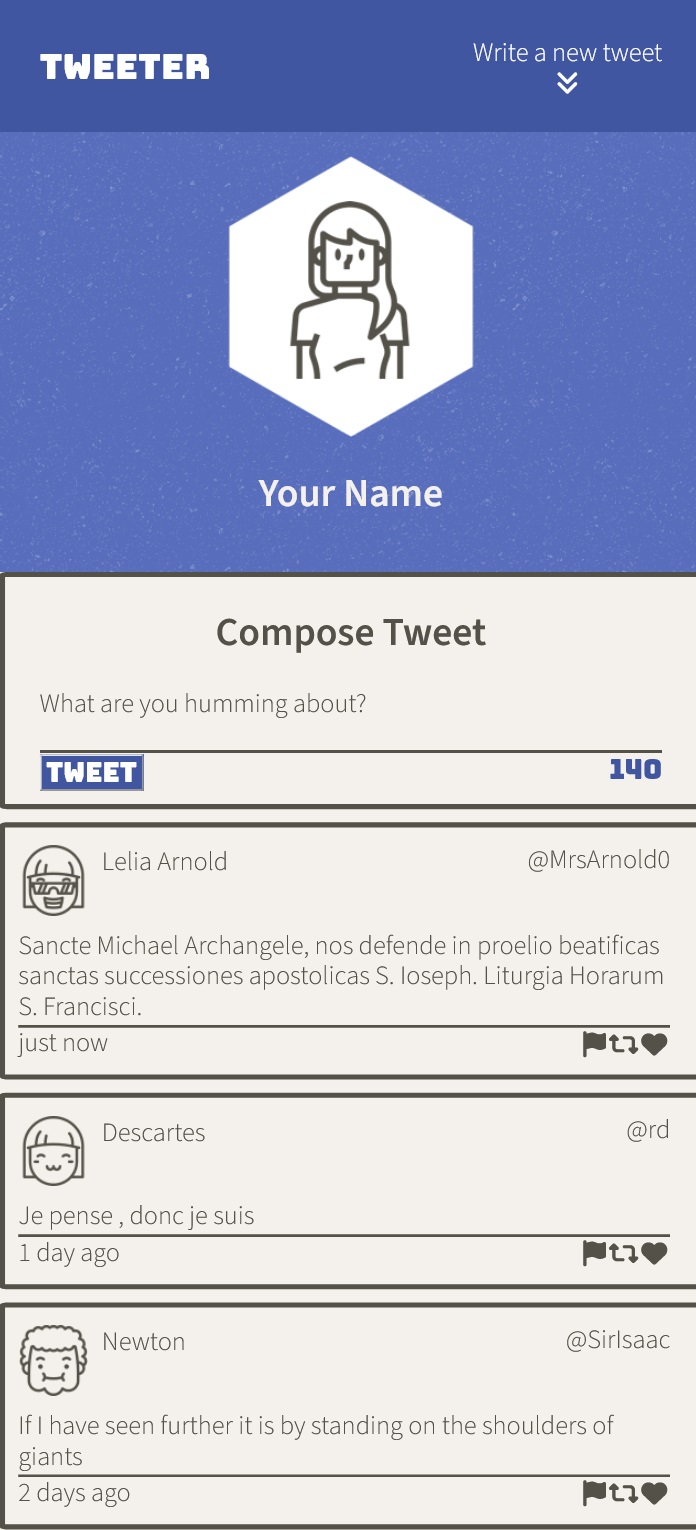 TWEETER
Write a new tweet
Your Name
Compose Tweet
What are you humming about?
TWEET
140
Lelia Arnold
@MrsArnold0
Sancte Michael Archangele, nos defende in proelio beatificas
sanctas successiones apostolicas S. Ioseph. Liturgia Horarum
S. Francisci.
just now
Descartes
@rd
Je pense , donc je suis
1 day ago
Newton
@SirIsaac
If I have seen further it is by standing on the shoulders of
giants
2 days ago